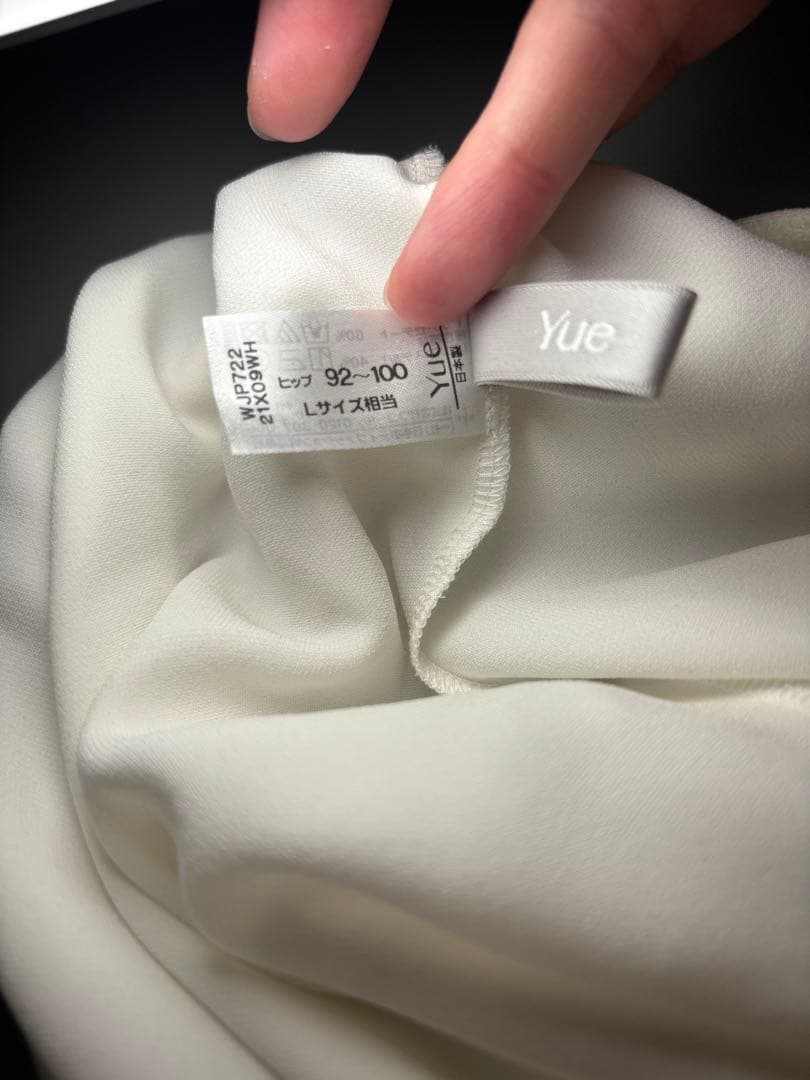 WJP722
21X09WH
ヒップ 92～100
Lサイズ相当
Yue
日本製
Yue